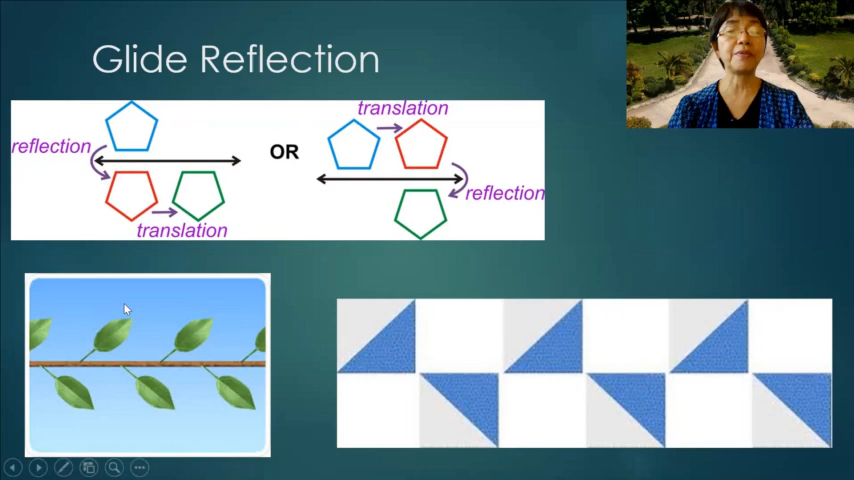 Glide Reflection
reflection
translation
OR
translation
reflection